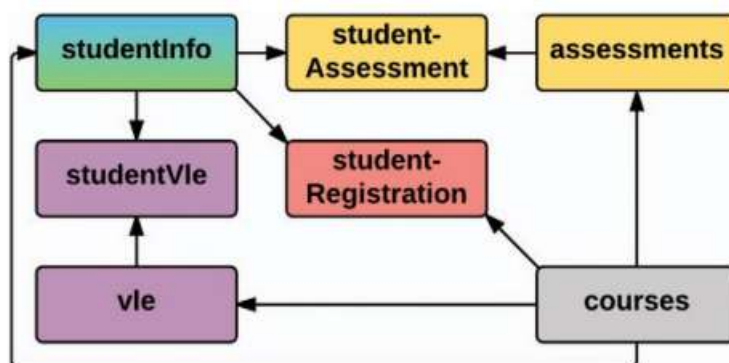 studentInfo
student-
Assessment
assessments
studentVle
student-
Registration
vle
courses